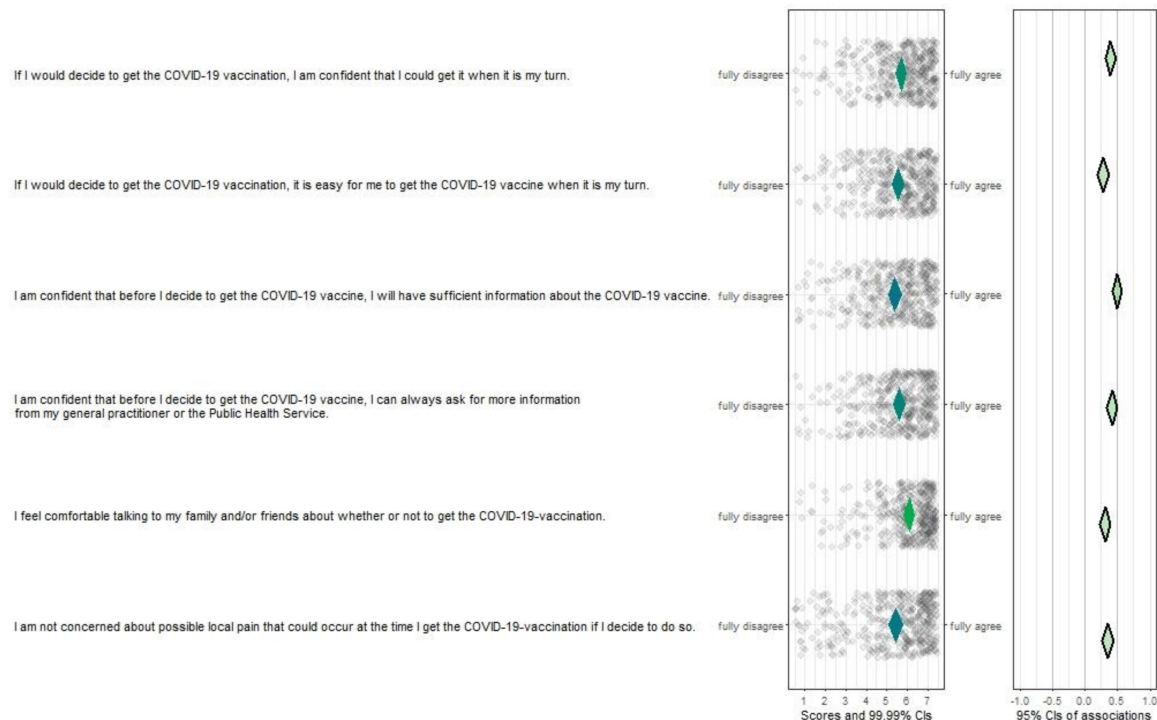 If I would decide to get the COVID-19 vaccination, I am confident that I could get it when it is my turn.
fully disagree
fully agree
If I would decide to get the COVID-19 vaccination, it is easy for me to get the COVID-19 vaccine when it is my turn.
fully disagree
fully agree
I am confident that before I decide to get the COVID-19 vaccine, I will have sufficient information about the COVID-19 vaccine.
fully disagree
fully agree
I am confident that before I decide to get the COVID-19 vaccine, I can always ask for more information
from my general practitioner or the Public Health Service.
fully disagree
fully agree
I feel comfortable talking to my family and/or friends about whether or not to get the COVID-19-vaccination.
fully disagree
fully agree
I am not concerned about possible local pain that could occur at the time I get the COVID-19-vaccination if I decide to do so.
fully disagree
fully agree
1 2 3 4 5 6 7
-1.0 -0.5 0.0 0.5 1.0
Scores and 99.99% CIs
95% CIs of associations